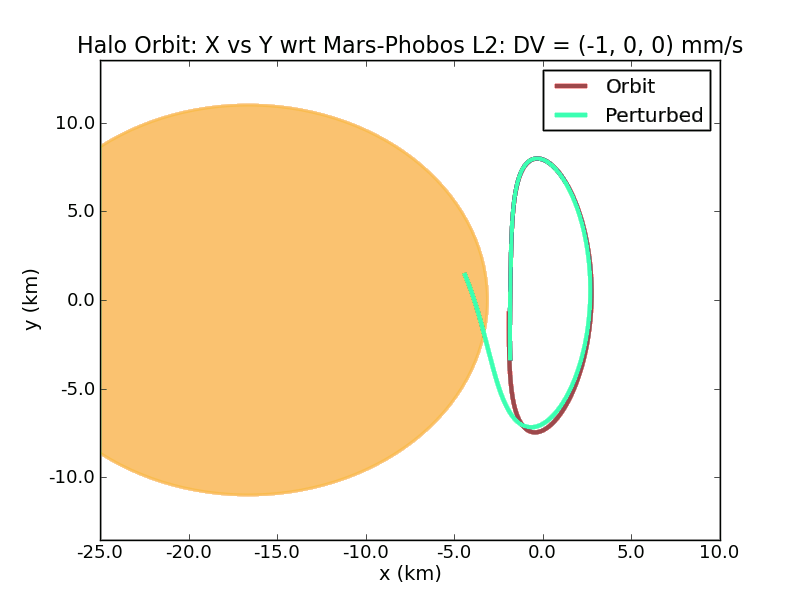 Halo Orbit: X vs Y wrt Mars-Phobos L2: DV = (-1, 0, 0) mm/s
Orbit
Perturbed
10.0
5.0
0.0
-5.0
-10.0
y (km)
-25.0 -20.0 -15.0 -10.0 -5.0 0.0 5.0 10.0
x (km)